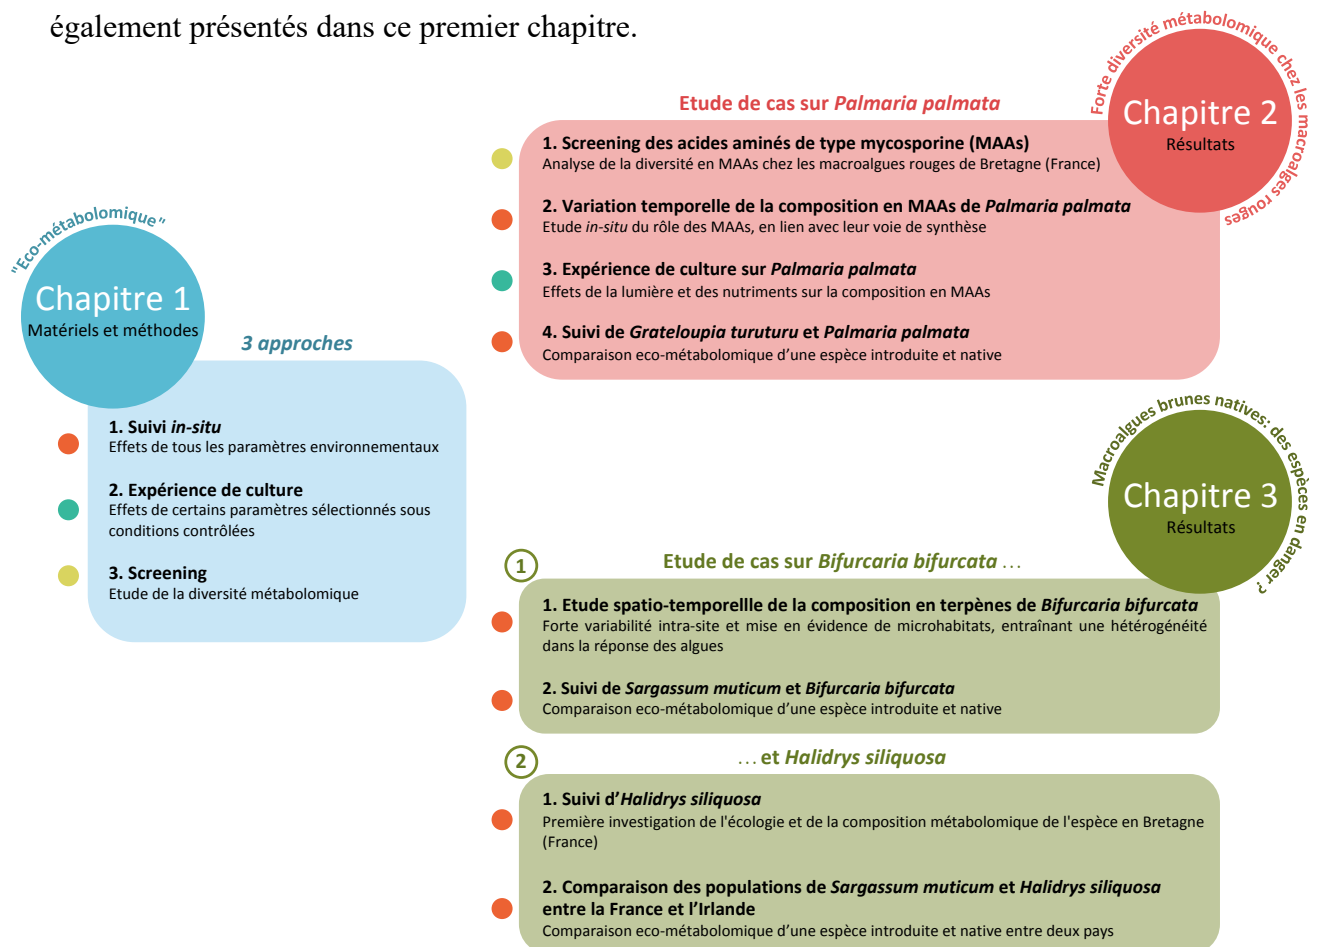 également présentés dans ce premier chapitre.
"Eco-métabolomique"
Chapitre 1
Matériels et méthodes
3 approches
1. Suivi in-situ
Effets de tous les paramètres environnementaux
2. Expérience de culture
Effets de certains paramètres sélectionnés sous
conditions contrôlées
3. Screening
Etude de la diversité métabolomique
Forte diversité métabolomique chez les macroalges rouges
Chapitre 2
Résultats
Etude de cas sur Palmaria palmata
1. Screening des acides aminés de type mycosporine (MAAs)
Analyse de la diversité en MAAs chez les macroalgues rouges de Bretagne (France)
2. Variation temporelle de la composition en MAAs de Palmaria palmata
Etude in-situ du rôle des MAAs, en lien avec leur voie de synthèse
3. Expérience de culture sur Palmaria palmata
Effets de la lumière et des nutriments sur la composition en MAAs
4. Suivi de Grateloupia turuturu et Palmaria palmata
Comparaison eco-métabolomique d'une espèce introduite et native
Macroalgues brunes natives: des espèces en danger ?
Chapitre 3
Résultats
1
Etude de cas sur Bifurcaria bifurcata ...
1. Etude spatio-temporellle de la composition en terpènes de Bifurcaria bifurcata
Forte variabilité intra-site et mise en évidence de microhabitats, entraînant une hétérogénéité
dans la réponse des algues
2. Suivi de Sargassum muticum et Bifurcaria bifurcata
Comparaison eco-métabolomique d'une espèce introduite et native
2
... et Halidrys siliquosa
1. Suivi d'Halidrys siliquosa
Première investigation de l'écologie et de la composition métabolomique de l'espèce en Bretagne
(France)
2. Comparaison des populations de Sargassum muticum et Halidrys siliquosa
entre la France et l'Irlande
Comparaison eco-métabolomique d'une espèce introduite et native entre deux pays